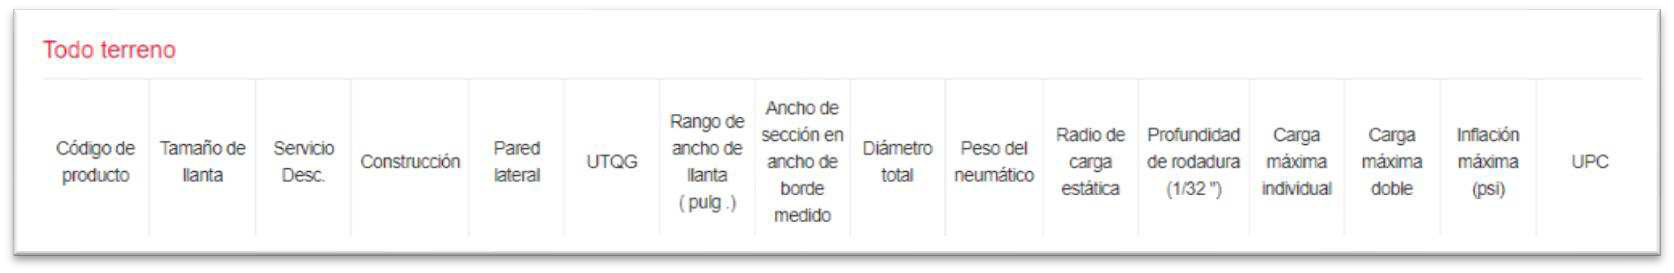 Todo terreno
Código de
producto
Tamaño de
llanta
Servicio
Desc.
Construcción
Pared
lateral
UTQG
Rango de
ancho de
llanta
( pulg .)
Ancho de
sección en
ancho de
borde
medido
Diámetro
total
Peso del
neumático
Radio de
carga
estática
Profundidad
de rodadura
(1/32 ")
Carga
máxima
individual
Carga
máxima
doble
Inflación
máxima
(psi)
UPC